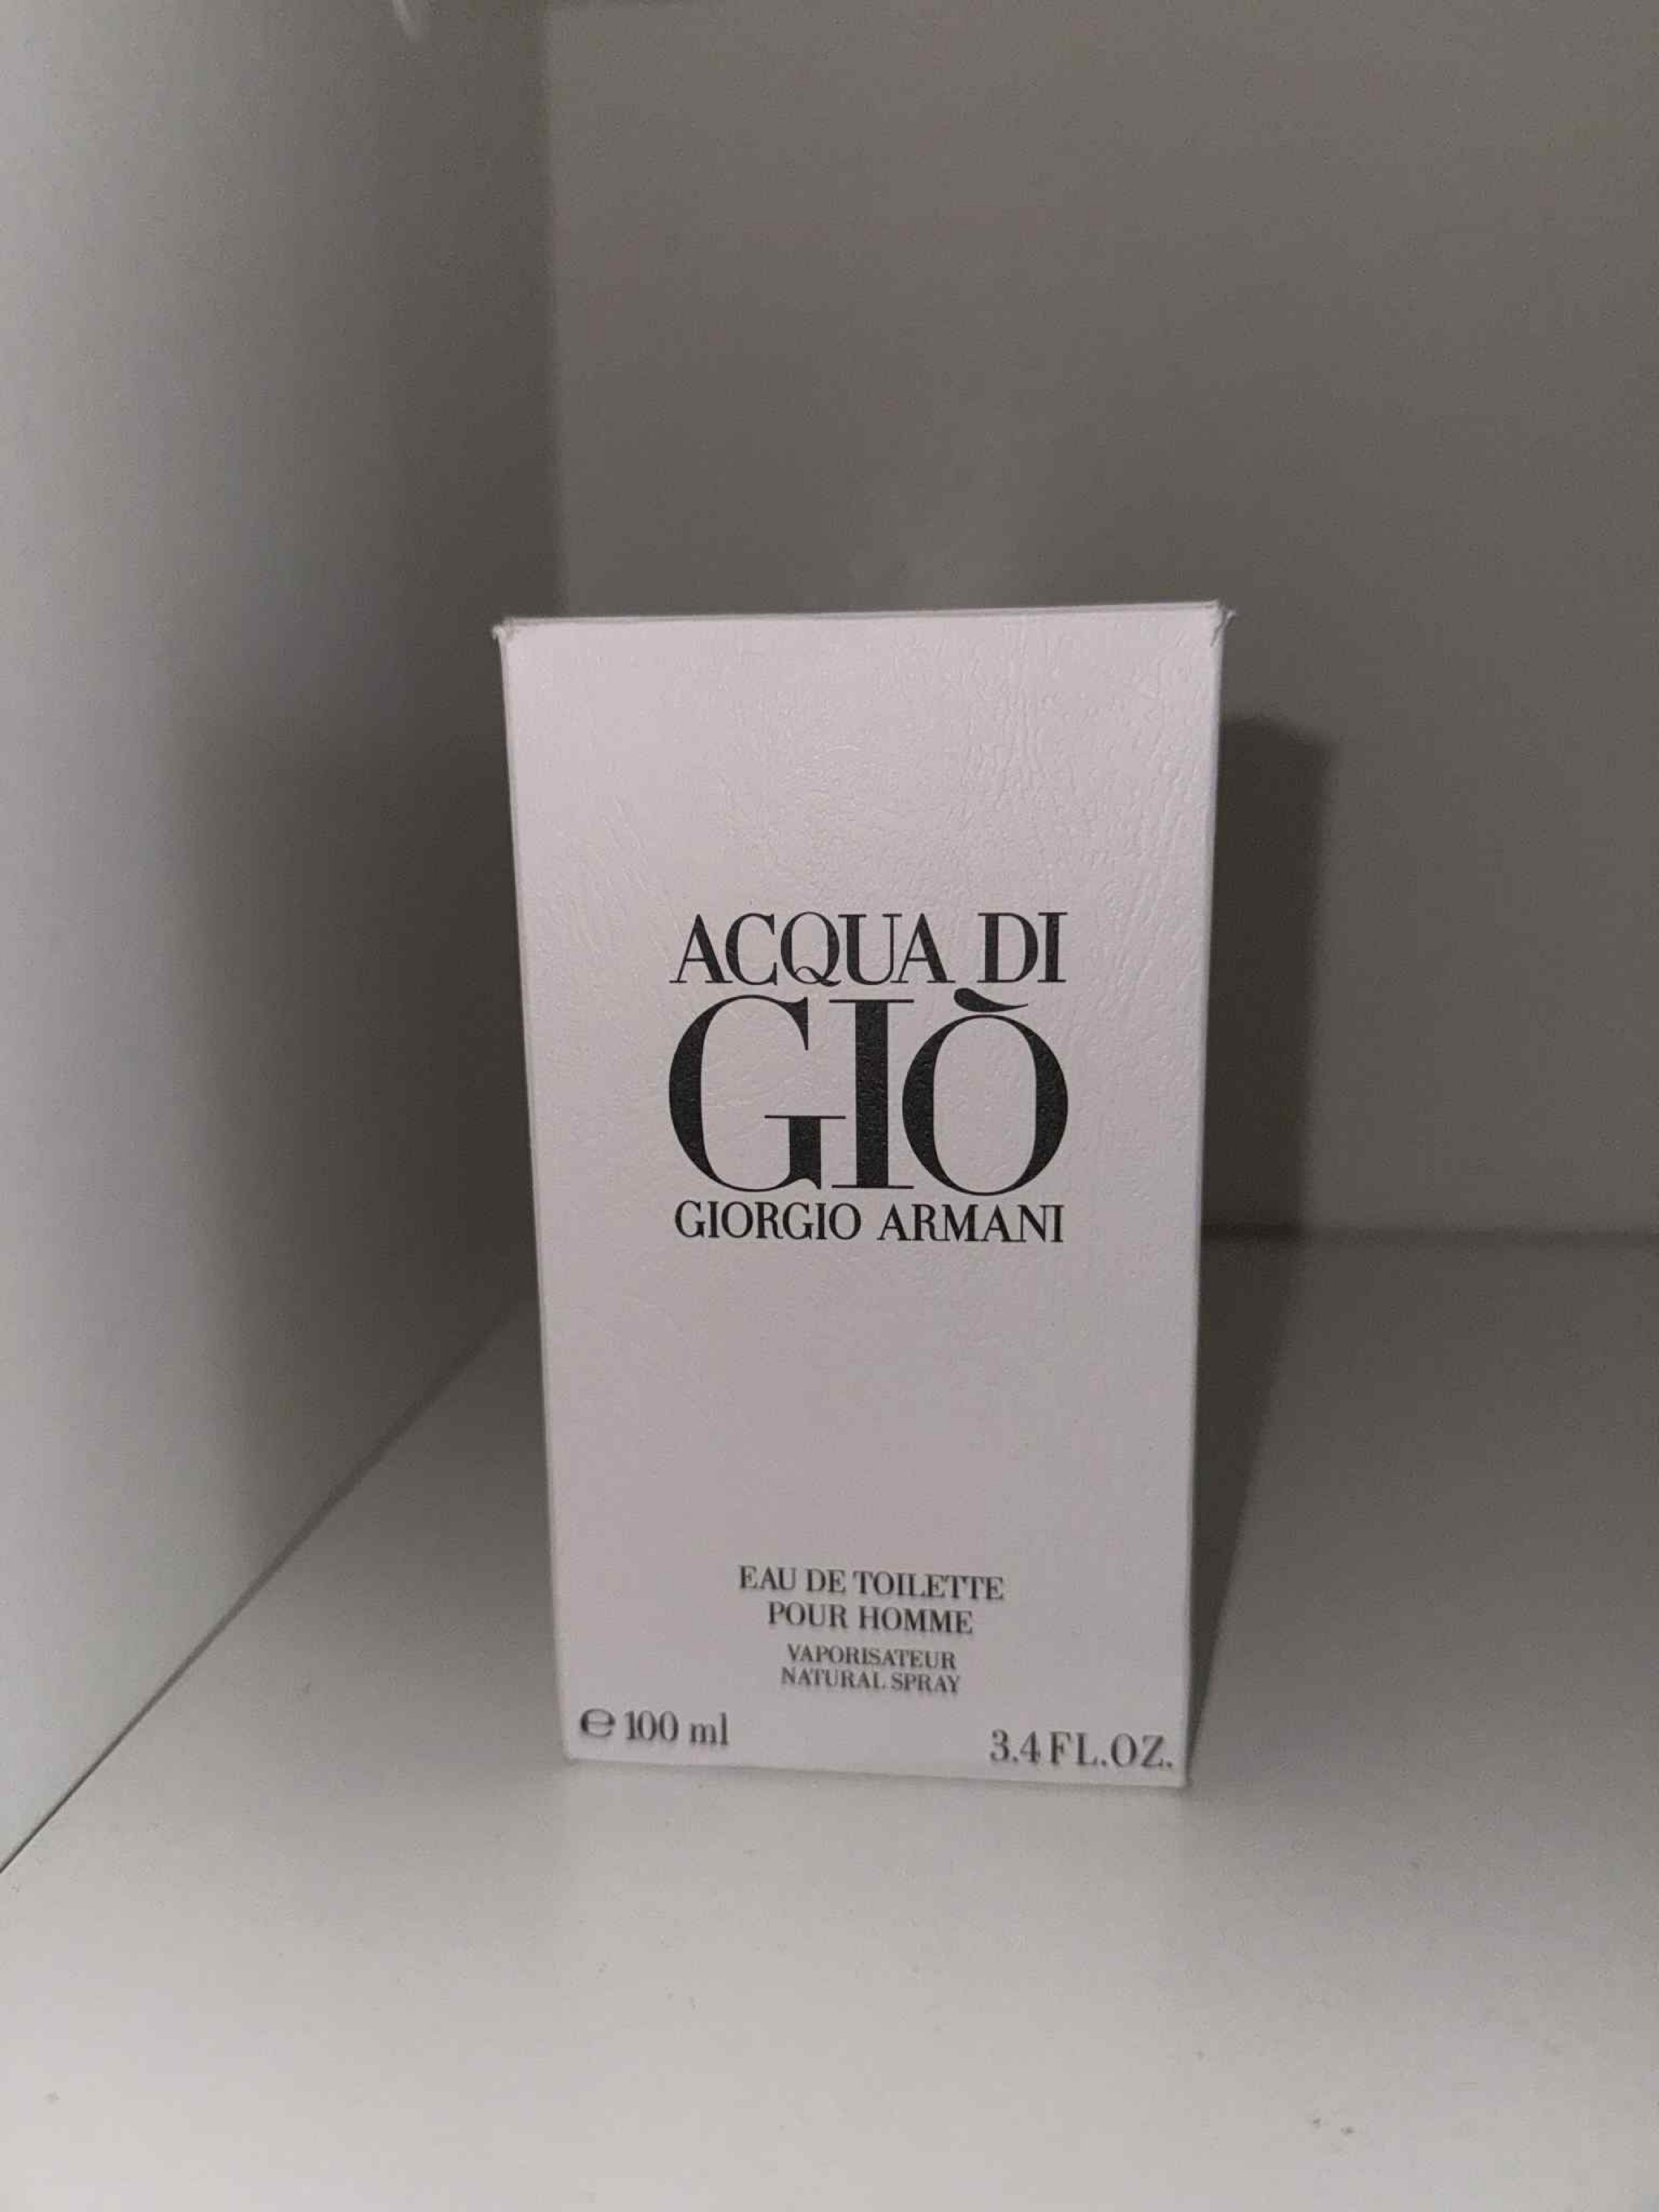 ACQUA DI
GIÒ
GIORGIO ARMANI
EAU DE TOILETTE
POUR HOMME
VAPORISATEUR
NATURAL SPRAY
℮ 100 ml
3.4 FL.OZ.